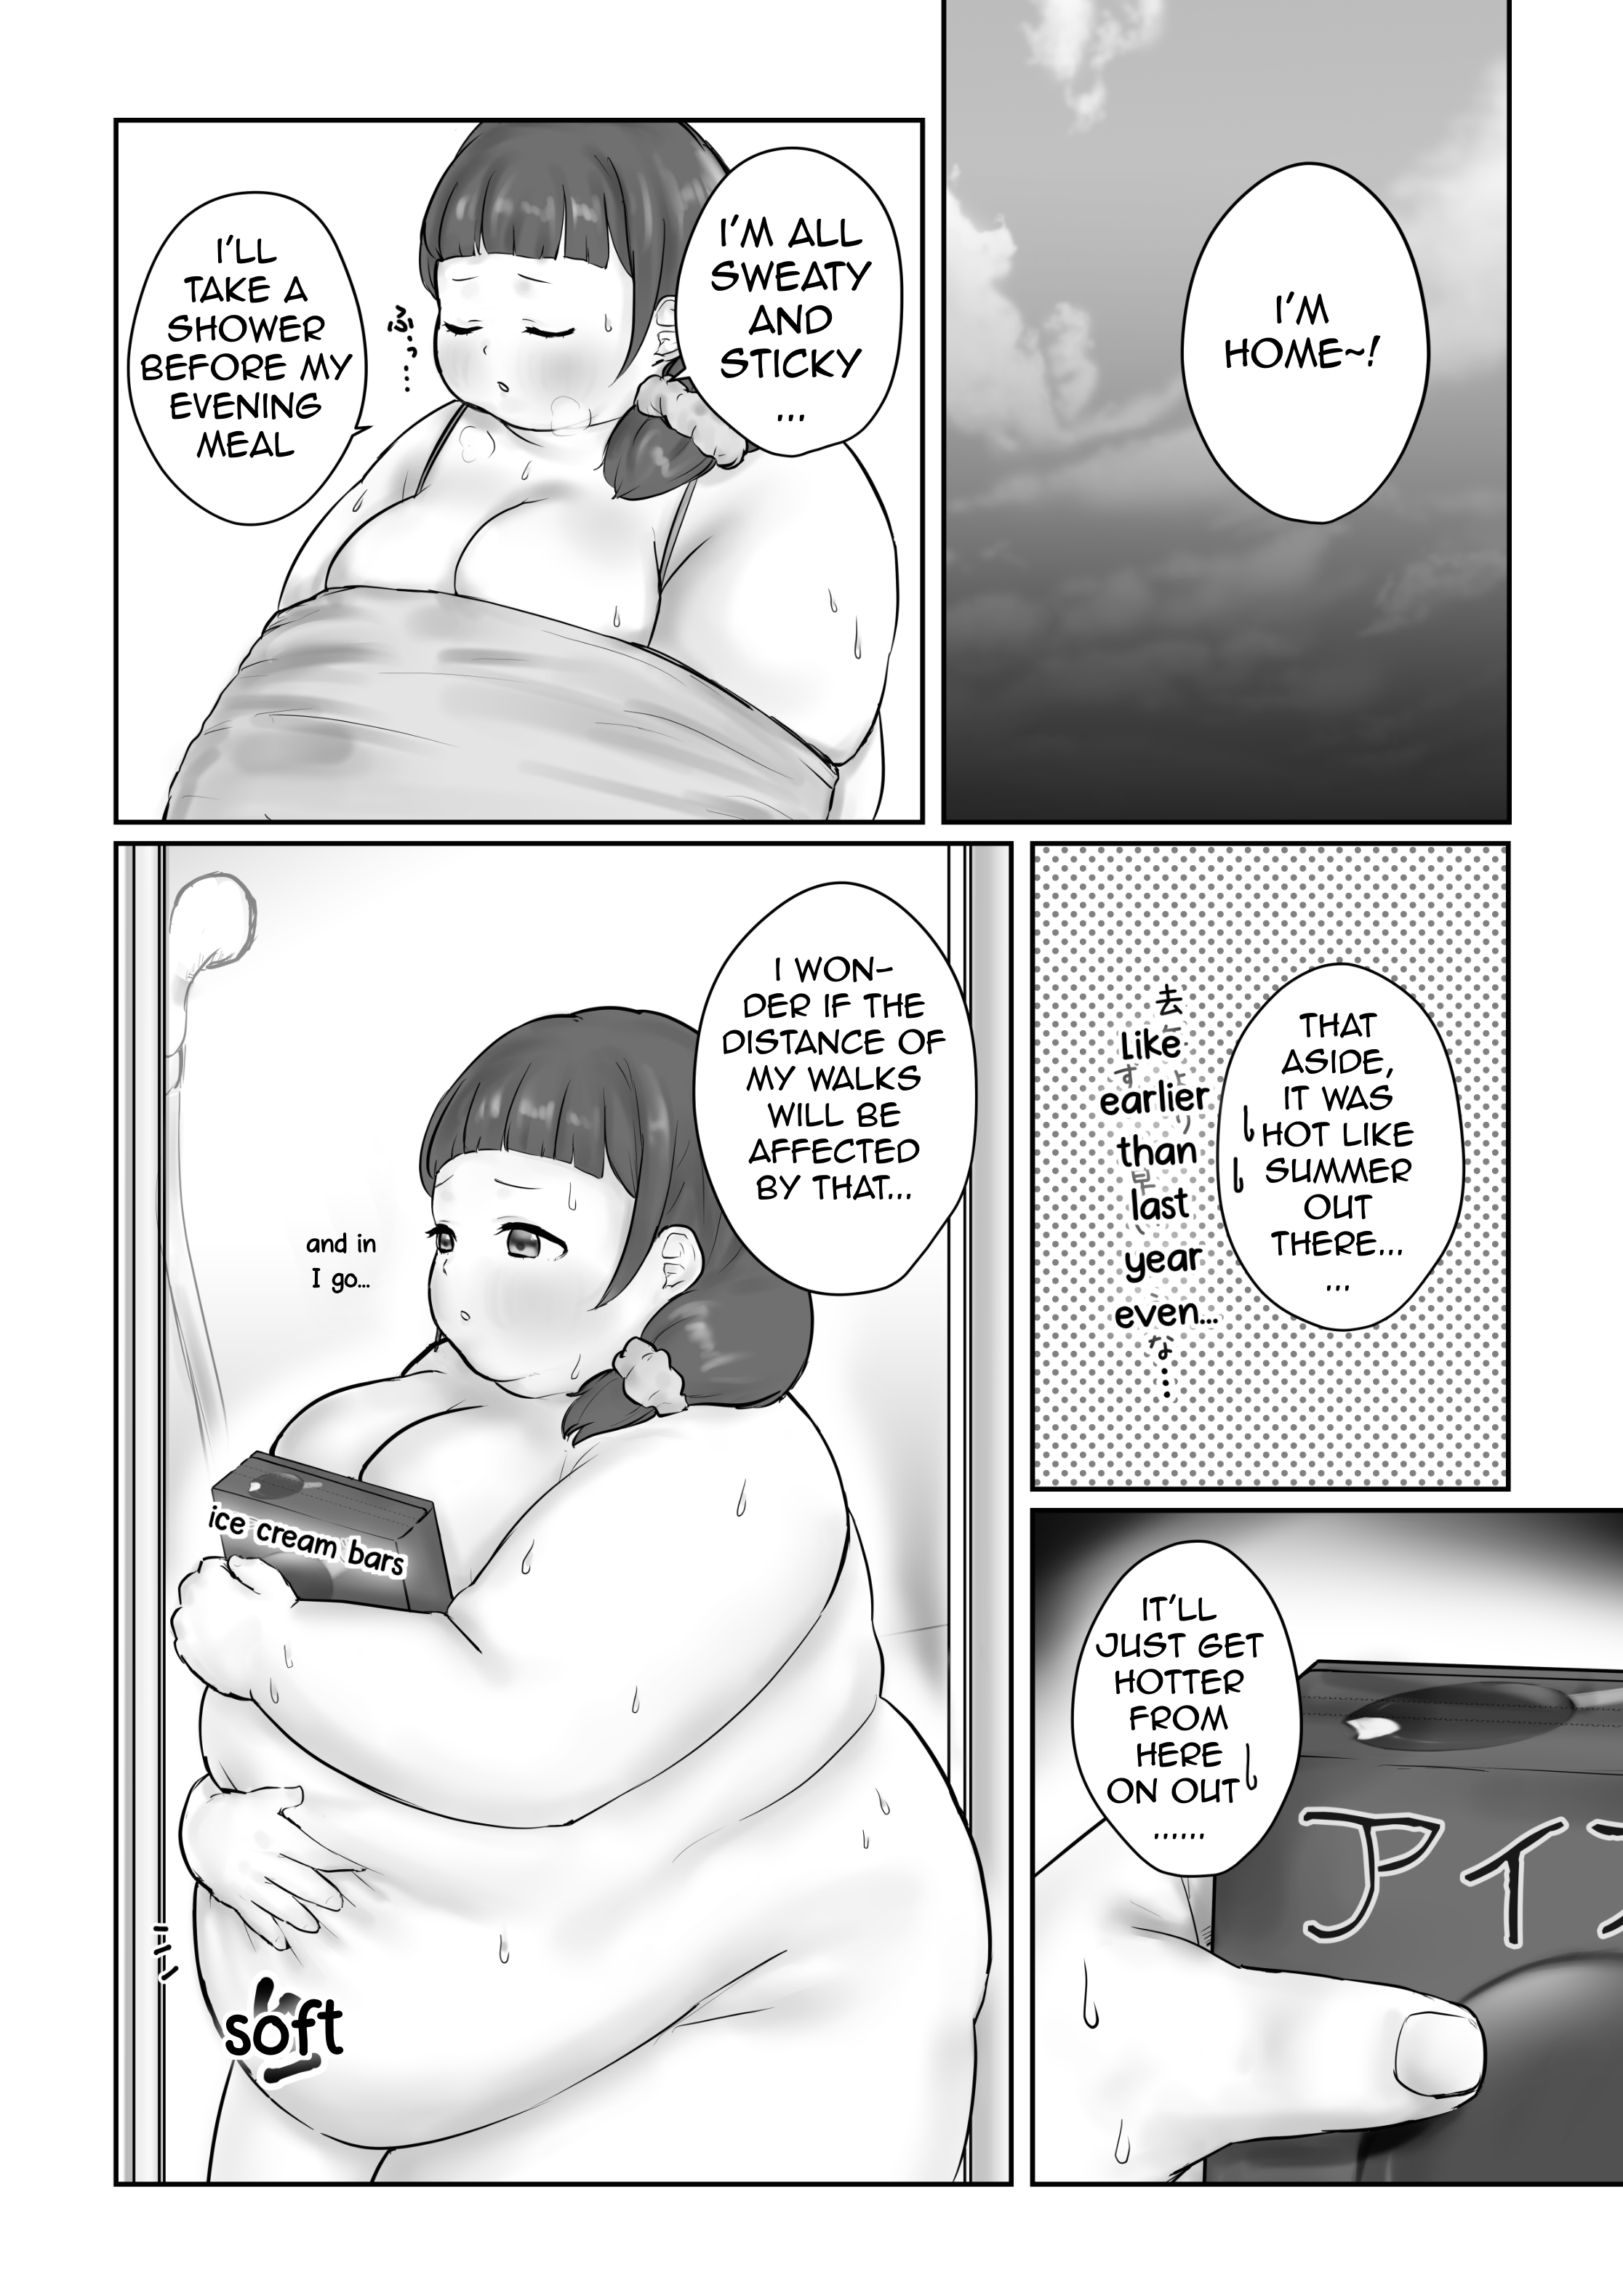 I'M
HOME~!
I'M ALL
SWEATY
AND
STICKY
...
ふぅっ…
I'LL
TAKE A
SHOWER
BEFORE MY
EVENING
MEAL
THAT
ASIDE,
IT WAS
HOT LIKE
SUMMER
OUT
THERE...
...
Like
earlier
than
last
year
even...
IT'LL
JUST GET
HOTTER
FROM
HERE
ON OUT
......
アイ
I WON-
DER IF THE
DISTANCE OF
MY WALKS
WILL BE
AFFECTED
BY THAT...
and in
I go...
ice cream bars
soft